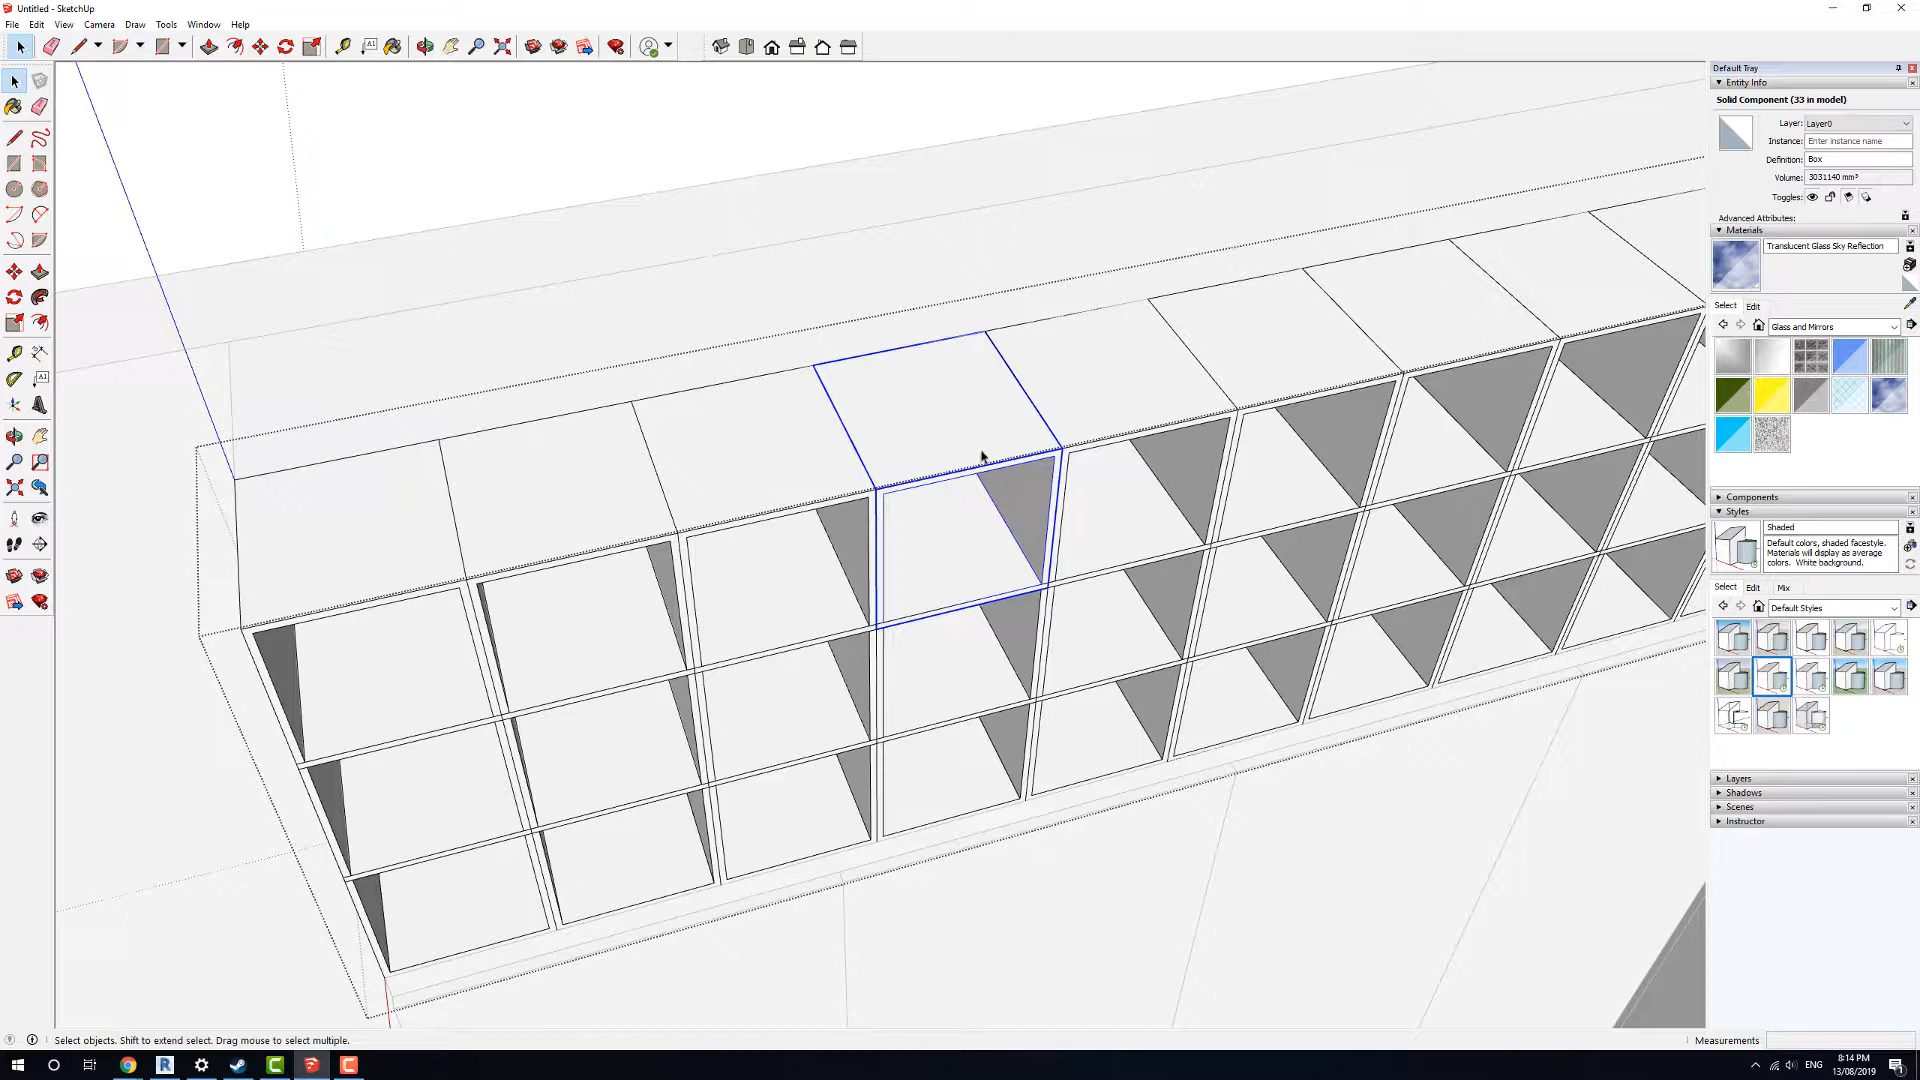 Untitled - SketchUp
File Edit View Camera Draw Tools Window Help
Default Tray
Entity Info
Solid Component (33 in model)
Layer: Layer0
Instance: Enter instance name
Definition: Box
Volume: 3031140 mm³
Toggles:
Advanced Attributes:
Materials
Translucent Glass Sky Reflection
Select Edit
Glass and Mirrors
Components
Styles
Shaded
Default colors, shaded facestyle.
Materials will display as average
colors. White background.
Select Edit Mix
Default Styles
Layers
Shadows
Scenes
Instructor
Select objects. Shift to extend select. Drag mouse to select multiple.
Measurements
ENG
8:14 PM
13/08/2019